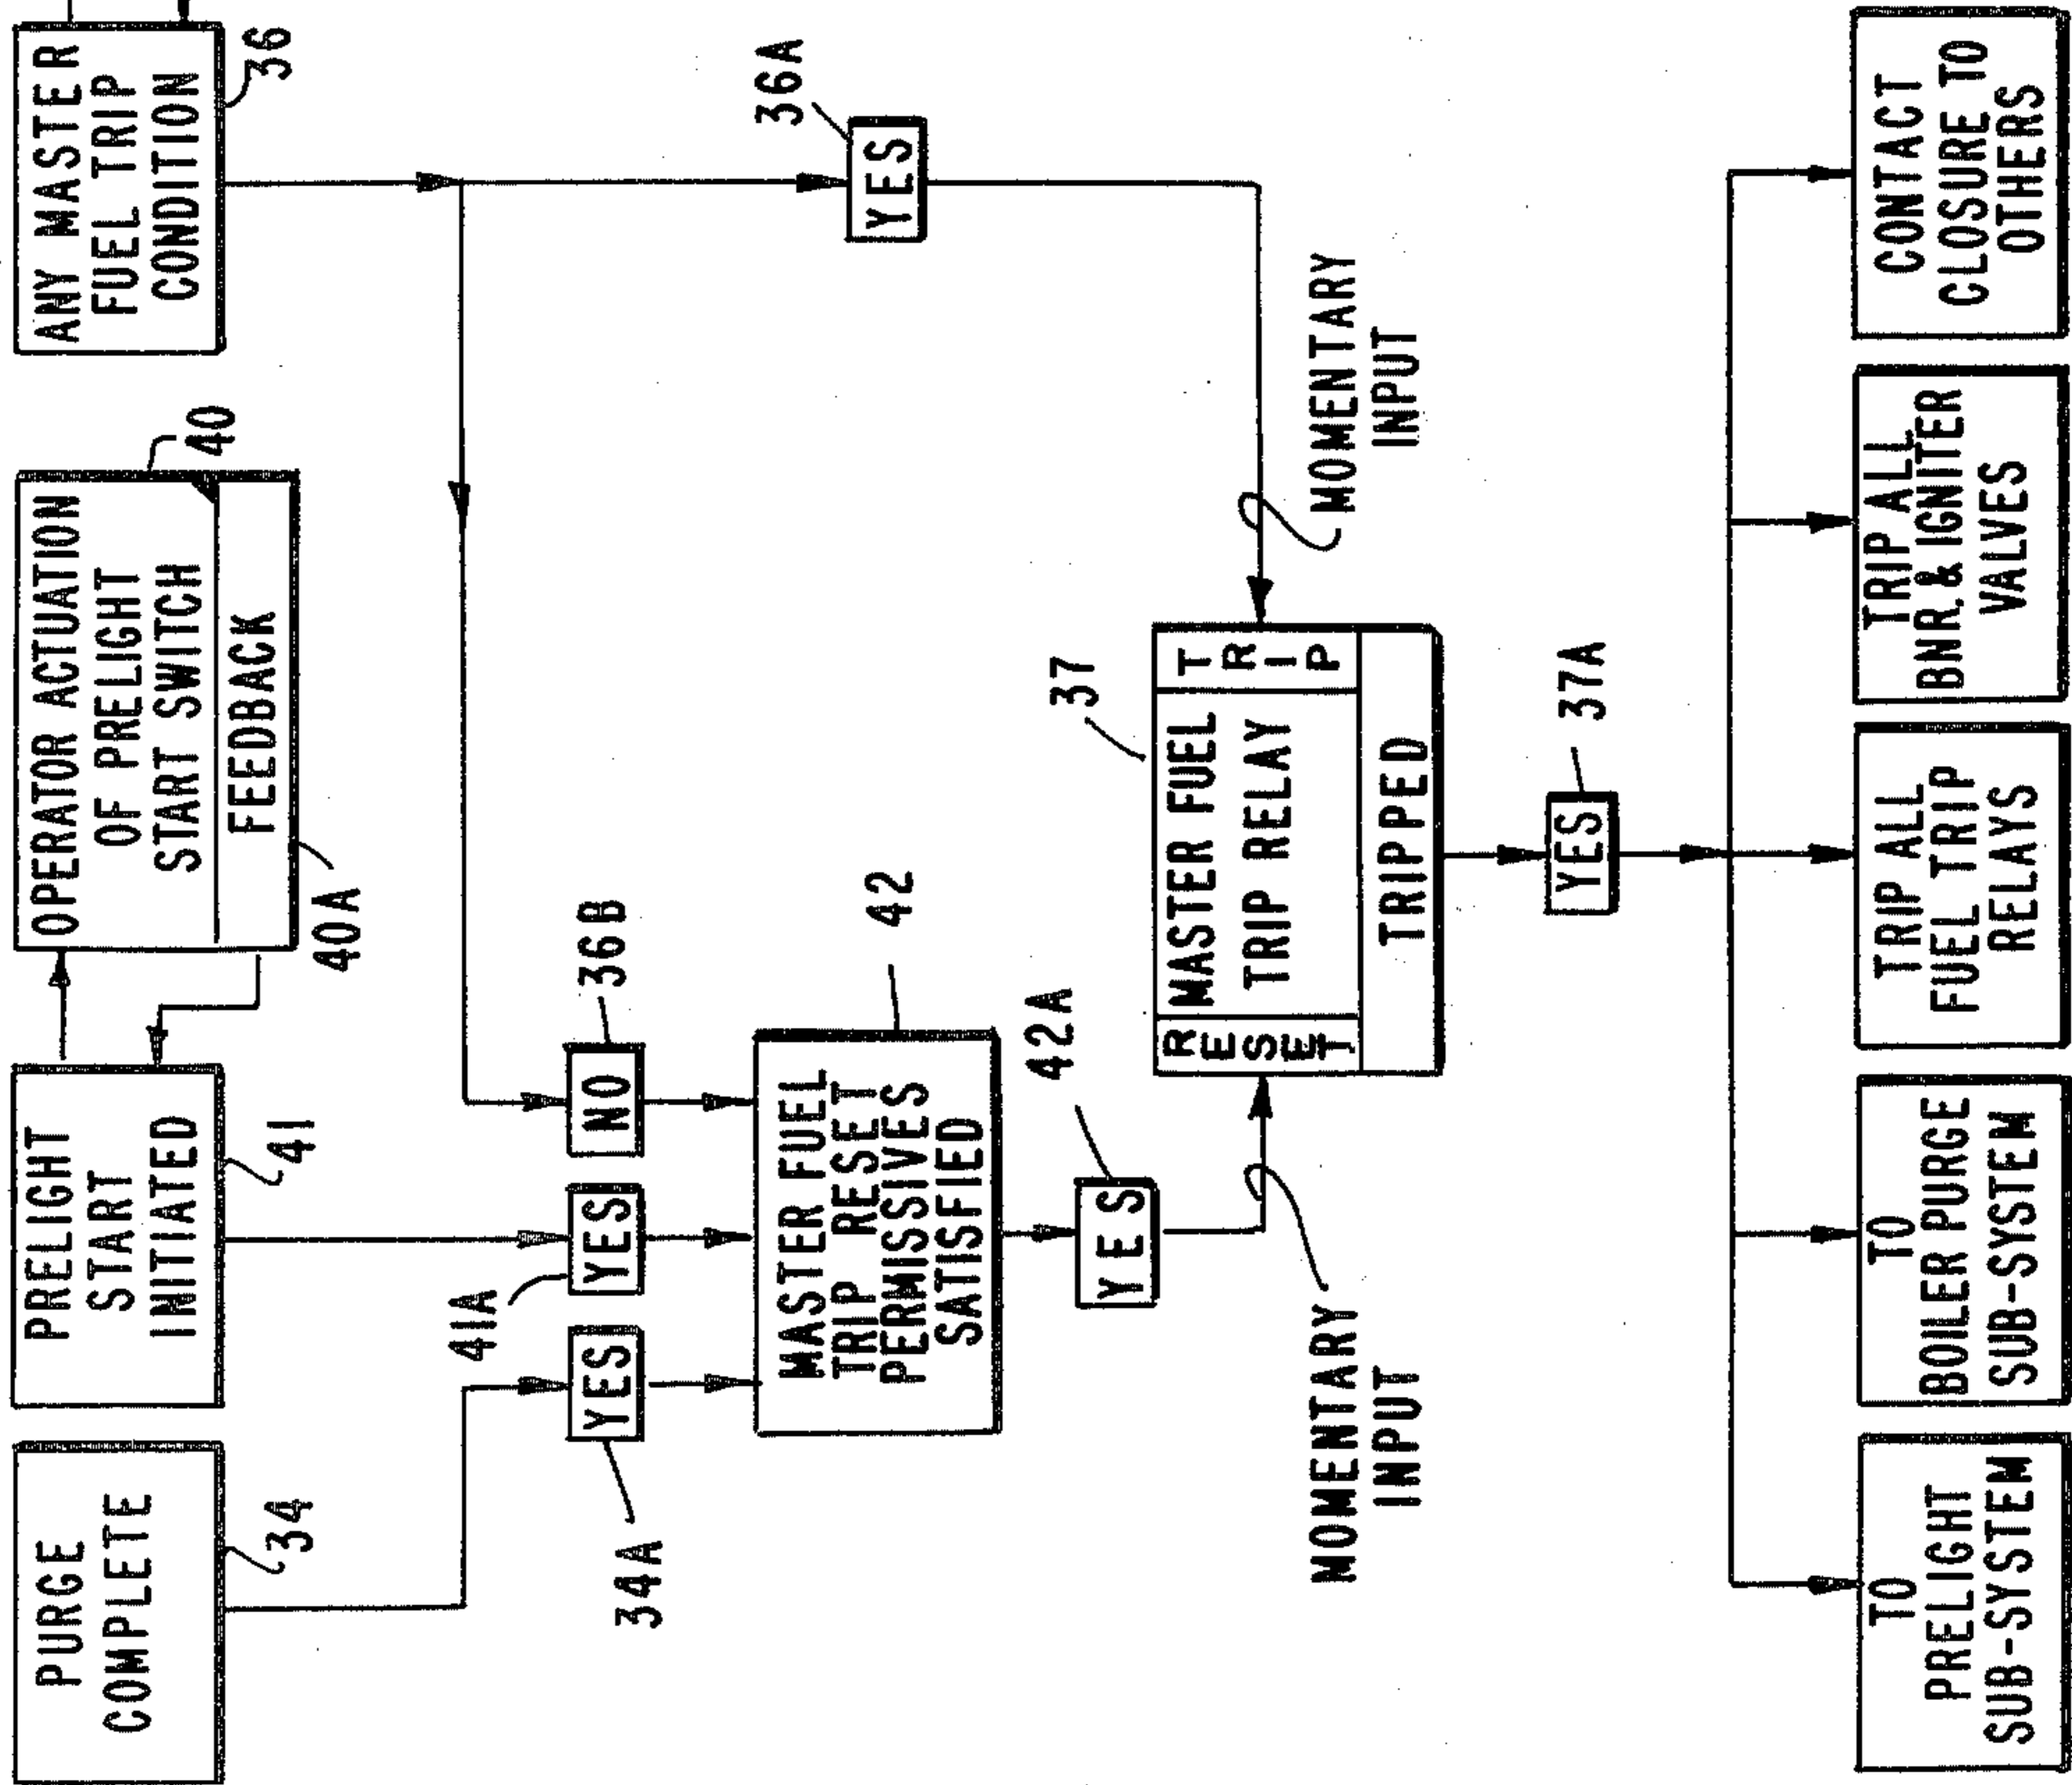 PURGE
COMPLETE
34
PRELIGHT
START
INITIATED
41
OPERATOR ACTUATION
OF PRELIGHT
START SWITCH
FEEDBACK
40
40A
ANY MASTER
FUEL TRIP
CONDITION
36
34A
YES
41A
YES
NO
36B
YES
36A
MASTER FUEL
TRIP RESET
PERMISSIVES
SATISFIED
42
YES
42A
MOMENTARY
INPUT
RESET
MASTER FUEL
TRIP RELAY
TRIP
TRIPPED
37
MOMENTARY
INPUT
YES
37A
TO
PRELIGHT
SUB-SYSTEM
TO
BOILER PURGE
SUB-SYSTEM
TRIP ALL
FUEL TRIP
RELAYS
TRIP ALL
BNR. & IGNITER
VALVES
CONTACT
CLOSURE TO
OTHERS